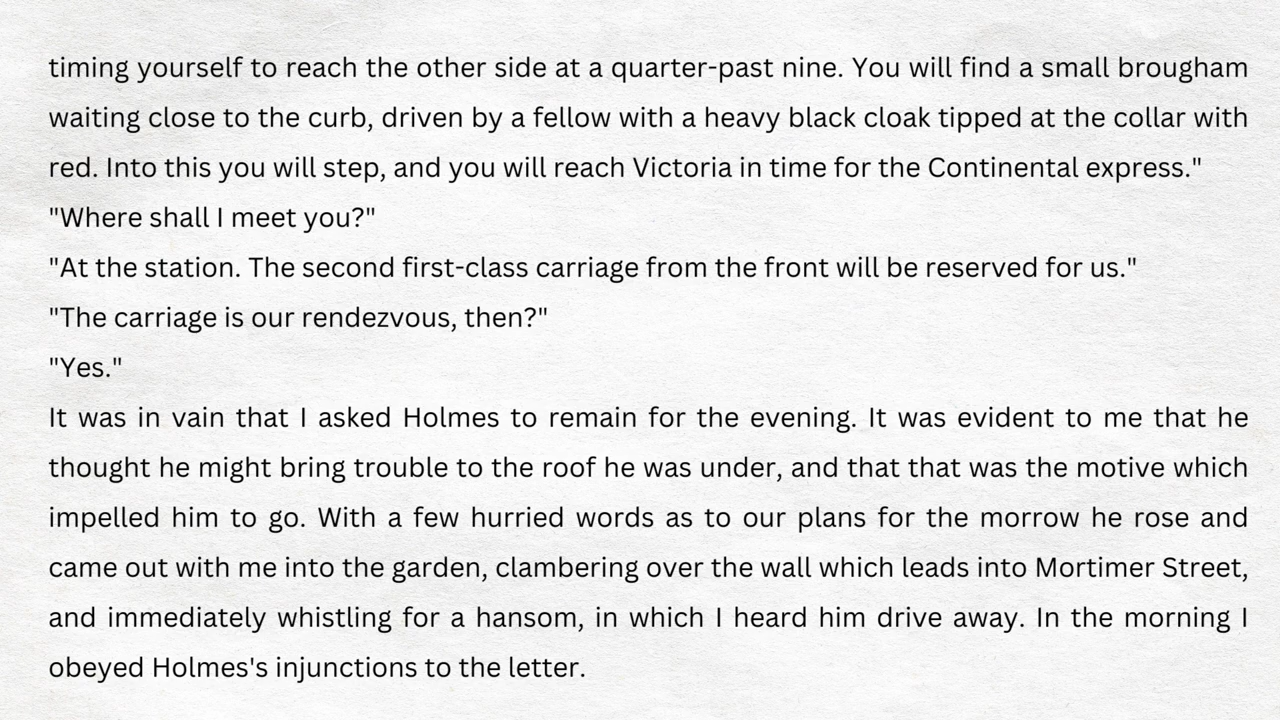 timing yourself to reach the other side at a quarter-past nine. You will find a small brougham
waiting close to the curb, driven by a fellow with a heavy black cloak tipped at the collar with
red. Into this you will step, and you will reach Victoria in time for the Continental express."
"Where shall I meet you?"
"At the station. The second first-class carriage from the front will be reserved for us."
"The carriage is our rendezvous, then?"
"Yes."
It was in vain that I asked Holmes to remain for the evening. It was evident to me that he
thought he might bring trouble to the roof he was under, and that that was the motive which
impelled him to go. With a few hurried words as to our plans for the morrow he rose and
came out with me into the garden, clambering over the wall which leads into Mortimer Street,
and immediately whistling for a hansom, in which I heard him drive away. In the morning I
obeyed Holmes's injunctions to the letter.